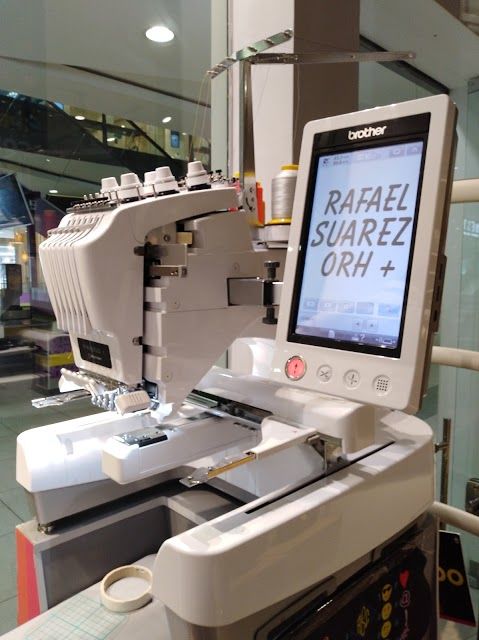 brother
RAFAEL
SUAREZ
ORH +